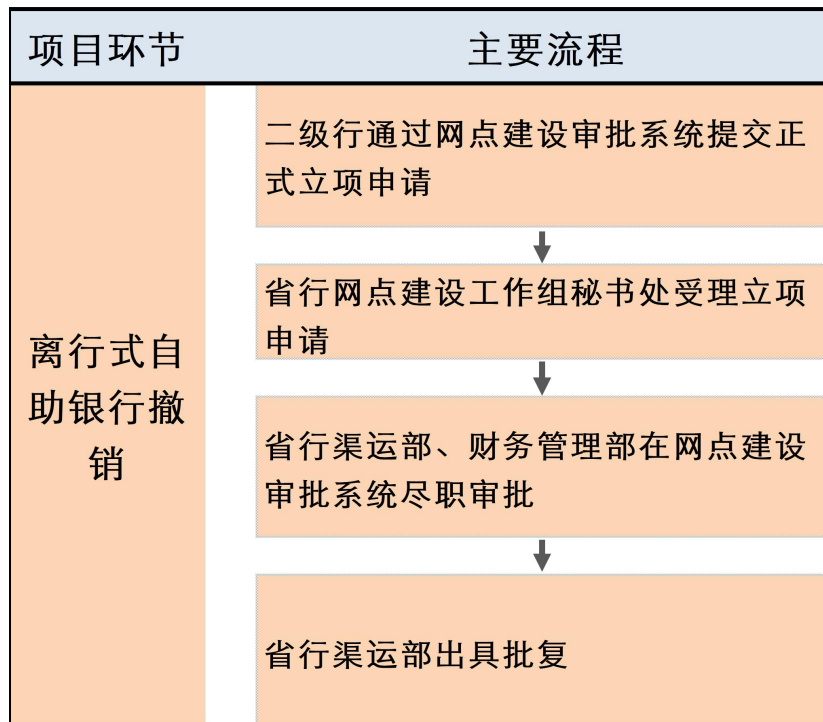 项目环节
主要流程
离行式自
助银行撤
销
二级行通过网点建设审批系统提交正
式立项申请
省行网点建设工作组秘书处受理立项
申请
省行渠运部、财务管理部在网点建设
审批系统尽职审批
省行渠运部出具批复